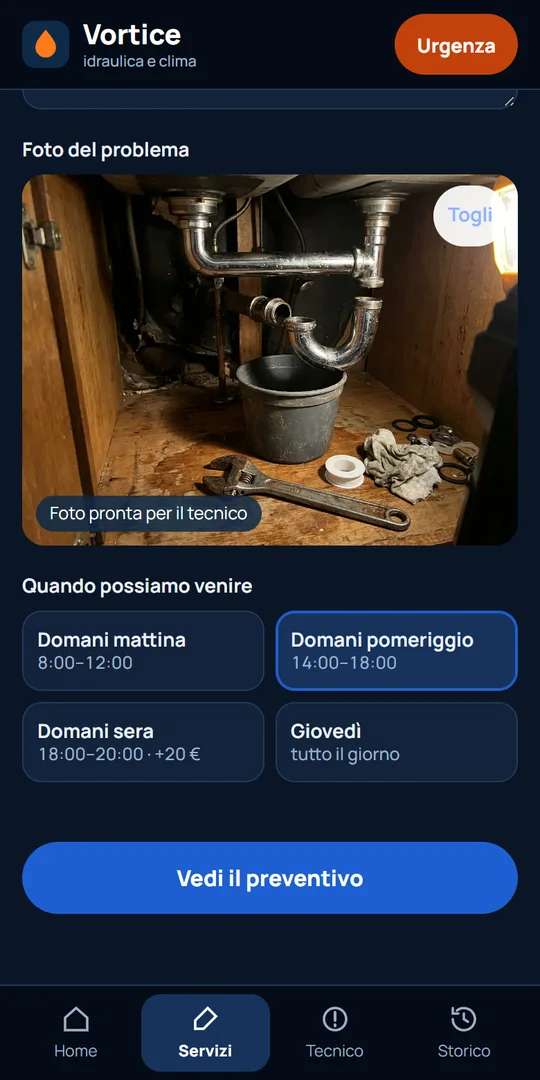 Vortice
idraulica e clima
Urgenza
Foto del problema
Togli
Foto pronta per il tecnico
Quando possiamo venire
Domani mattina
8:00–12:00
Domani pomeriggio
14:00–18:00
Domani sera
18:00–20:00 · +20 €
Giovedì
tutto il giorno
Vedi il preventivo
Home
Servizi
Tecnico
Storico